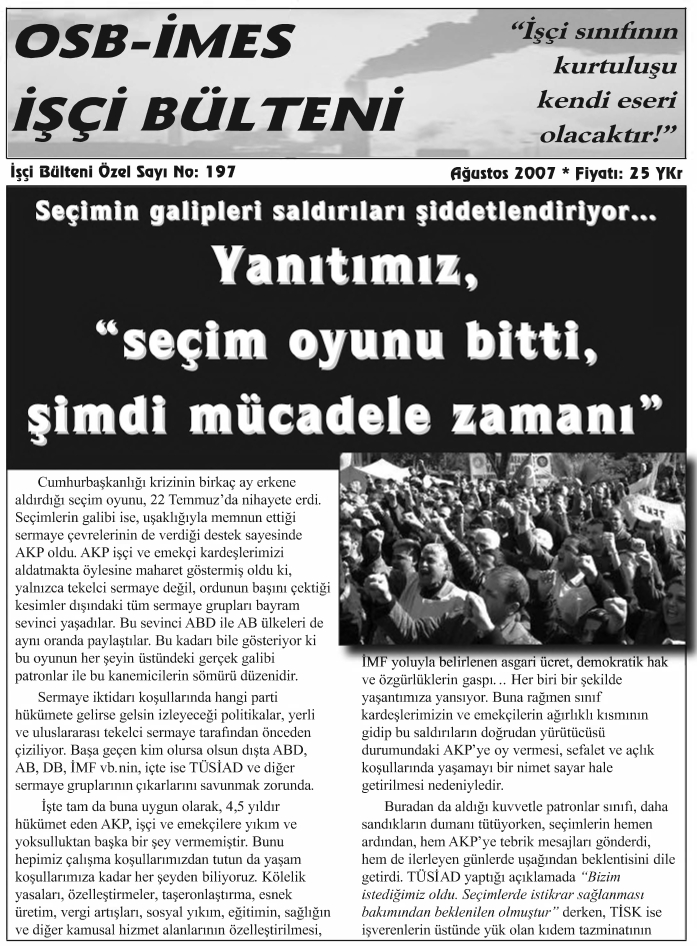 OSB-İMES
İŞÇİ BÜLTENİ
“İşçi sınıfının
kurtuluşu
kendi eseri
olacaktır!”
İşçi Bülteni Özel Sayı No: 197
Ağustos 2007 * Fiyatı: 25 YKr
Seçimin galipleri saldırıları şiddetlendiriyor...
Yanıtımız,
“seçim oyunu bitti,
şimdi mücadele zamanı”
Cumhurbaşkanlığı krizinin birkaç ay erkene
aldırdığı seçim oyunu, 22 Temmuz’da nihayete erdi.
Seçimlerin galibi ise, uşaklığıyla memnun ettiği
sermaye çevrelerinin de verdiği destek sayesinde
AKP oldu. AKP işçi ve emekçi kardeşlerimizi
aldatmakta öylesine maharet göstermiş oldu ki,
yalnızca tekelci sermaye değil, ordunun başını çektiği
kesimler dışındaki tüm sermaye grupları bayram
sevinci yaşadılar. Bu sevinci ABD ile AB ülkeleri de
aynı oranda paylaştılar. Bu kadarı bile gösteriyor ki
bu oyunun her şeyin üstündeki gerçek galibi
patronlar ile bu kanemicilerin sömürü düzenidir.
Sermaye iktidarı koşullarında hangi parti
hükümete gelirse gelsin izleyeceği politikalar, yerli
ve uluslararası tekelci sermaye tarafından önceden
çiziliyor. Başa geçen kim olursa olsun dışta ABD,
AB, DB, İMF vb.nin, içte ise TÜSİAD ve diğer
sermaye gruplarının çıkarlarını savunmak zorunda.
İşte tam da buna uygun olarak, 4,5 yıldır
hükümet eden AKP, işçi ve emekçilere yıkım ve
yoksulluktan başka bir şey vermemiştir. Bunu
hepimiz çalışma koşullarımızdan tutun da yaşam
koşullarımıza kadar her şeyden biliyoruz. Kölelik
yasaları, özelleştirmeler, taşeronlaştırma, esnek
üretim, vergi artışları, sosyal yıkım, eğitimin, sağlığın
ve diğer kamusal hizmet alanlarının özelleştirilmesi,
İMF yoluyla belirlenen asgari ücret, demokratik hak
ve özgürlüklerin gaspı… Her biri bir şekilde
yaşantımıza yansıyor. Buna rağmen sınıf
kardeşlerimizin ve emekçilerin ağırlıklı kısmının
gidip bu saldırıların doğrudan yürütücüsü
durumundaki AKP’ye oy vermesi, sefalet ve açlık
koşullarında yaşamayı bir nimet sayar hale
getirilmesi nedeniyledir.
Buradan da aldığı kuvvetle patronlar sınıfı, daha
sandıkların dumanı tütüyorken, seçimlerin hemen
ardından, hem AKP’ye tebrik mesajları gönderdi,
hem de ilerleyen günlerde uşağından beklentisini dile
getirdi. TÜSİAD yaptığı açıklamada “Bizim
istediğimiz oldu. Seçimlerde istikrar sağlanması
bakımından beklenilen olmuştur” derken, TİSK ise
işverenlerin üstünde yük olan kıdem tazminatının